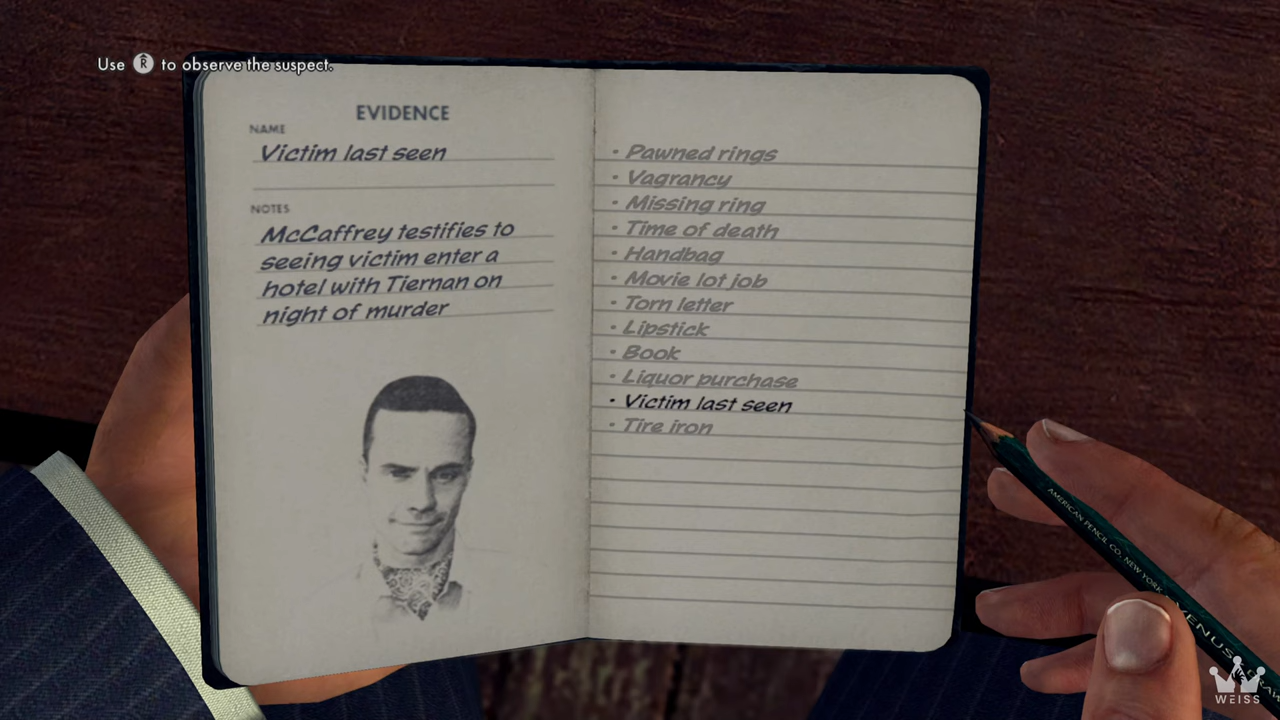 Use R to observe the suspect.
EVIDENCE
NAME
Victim last seen
NOTES
McCaffrey testifies to
seeing victim enter a
hotel with Tiernan on
night of murder
· Pawned rings
· Vagrancy
· Missing ring
· Time of death
· Handbag
· Movie lot job
· Torn letter
· Lipstick
· Book
· Liquor purchase
· Victim last seen
· Tire iron
AMERICAN PENCIL CO. NEW YORK
VENUS
WEISS